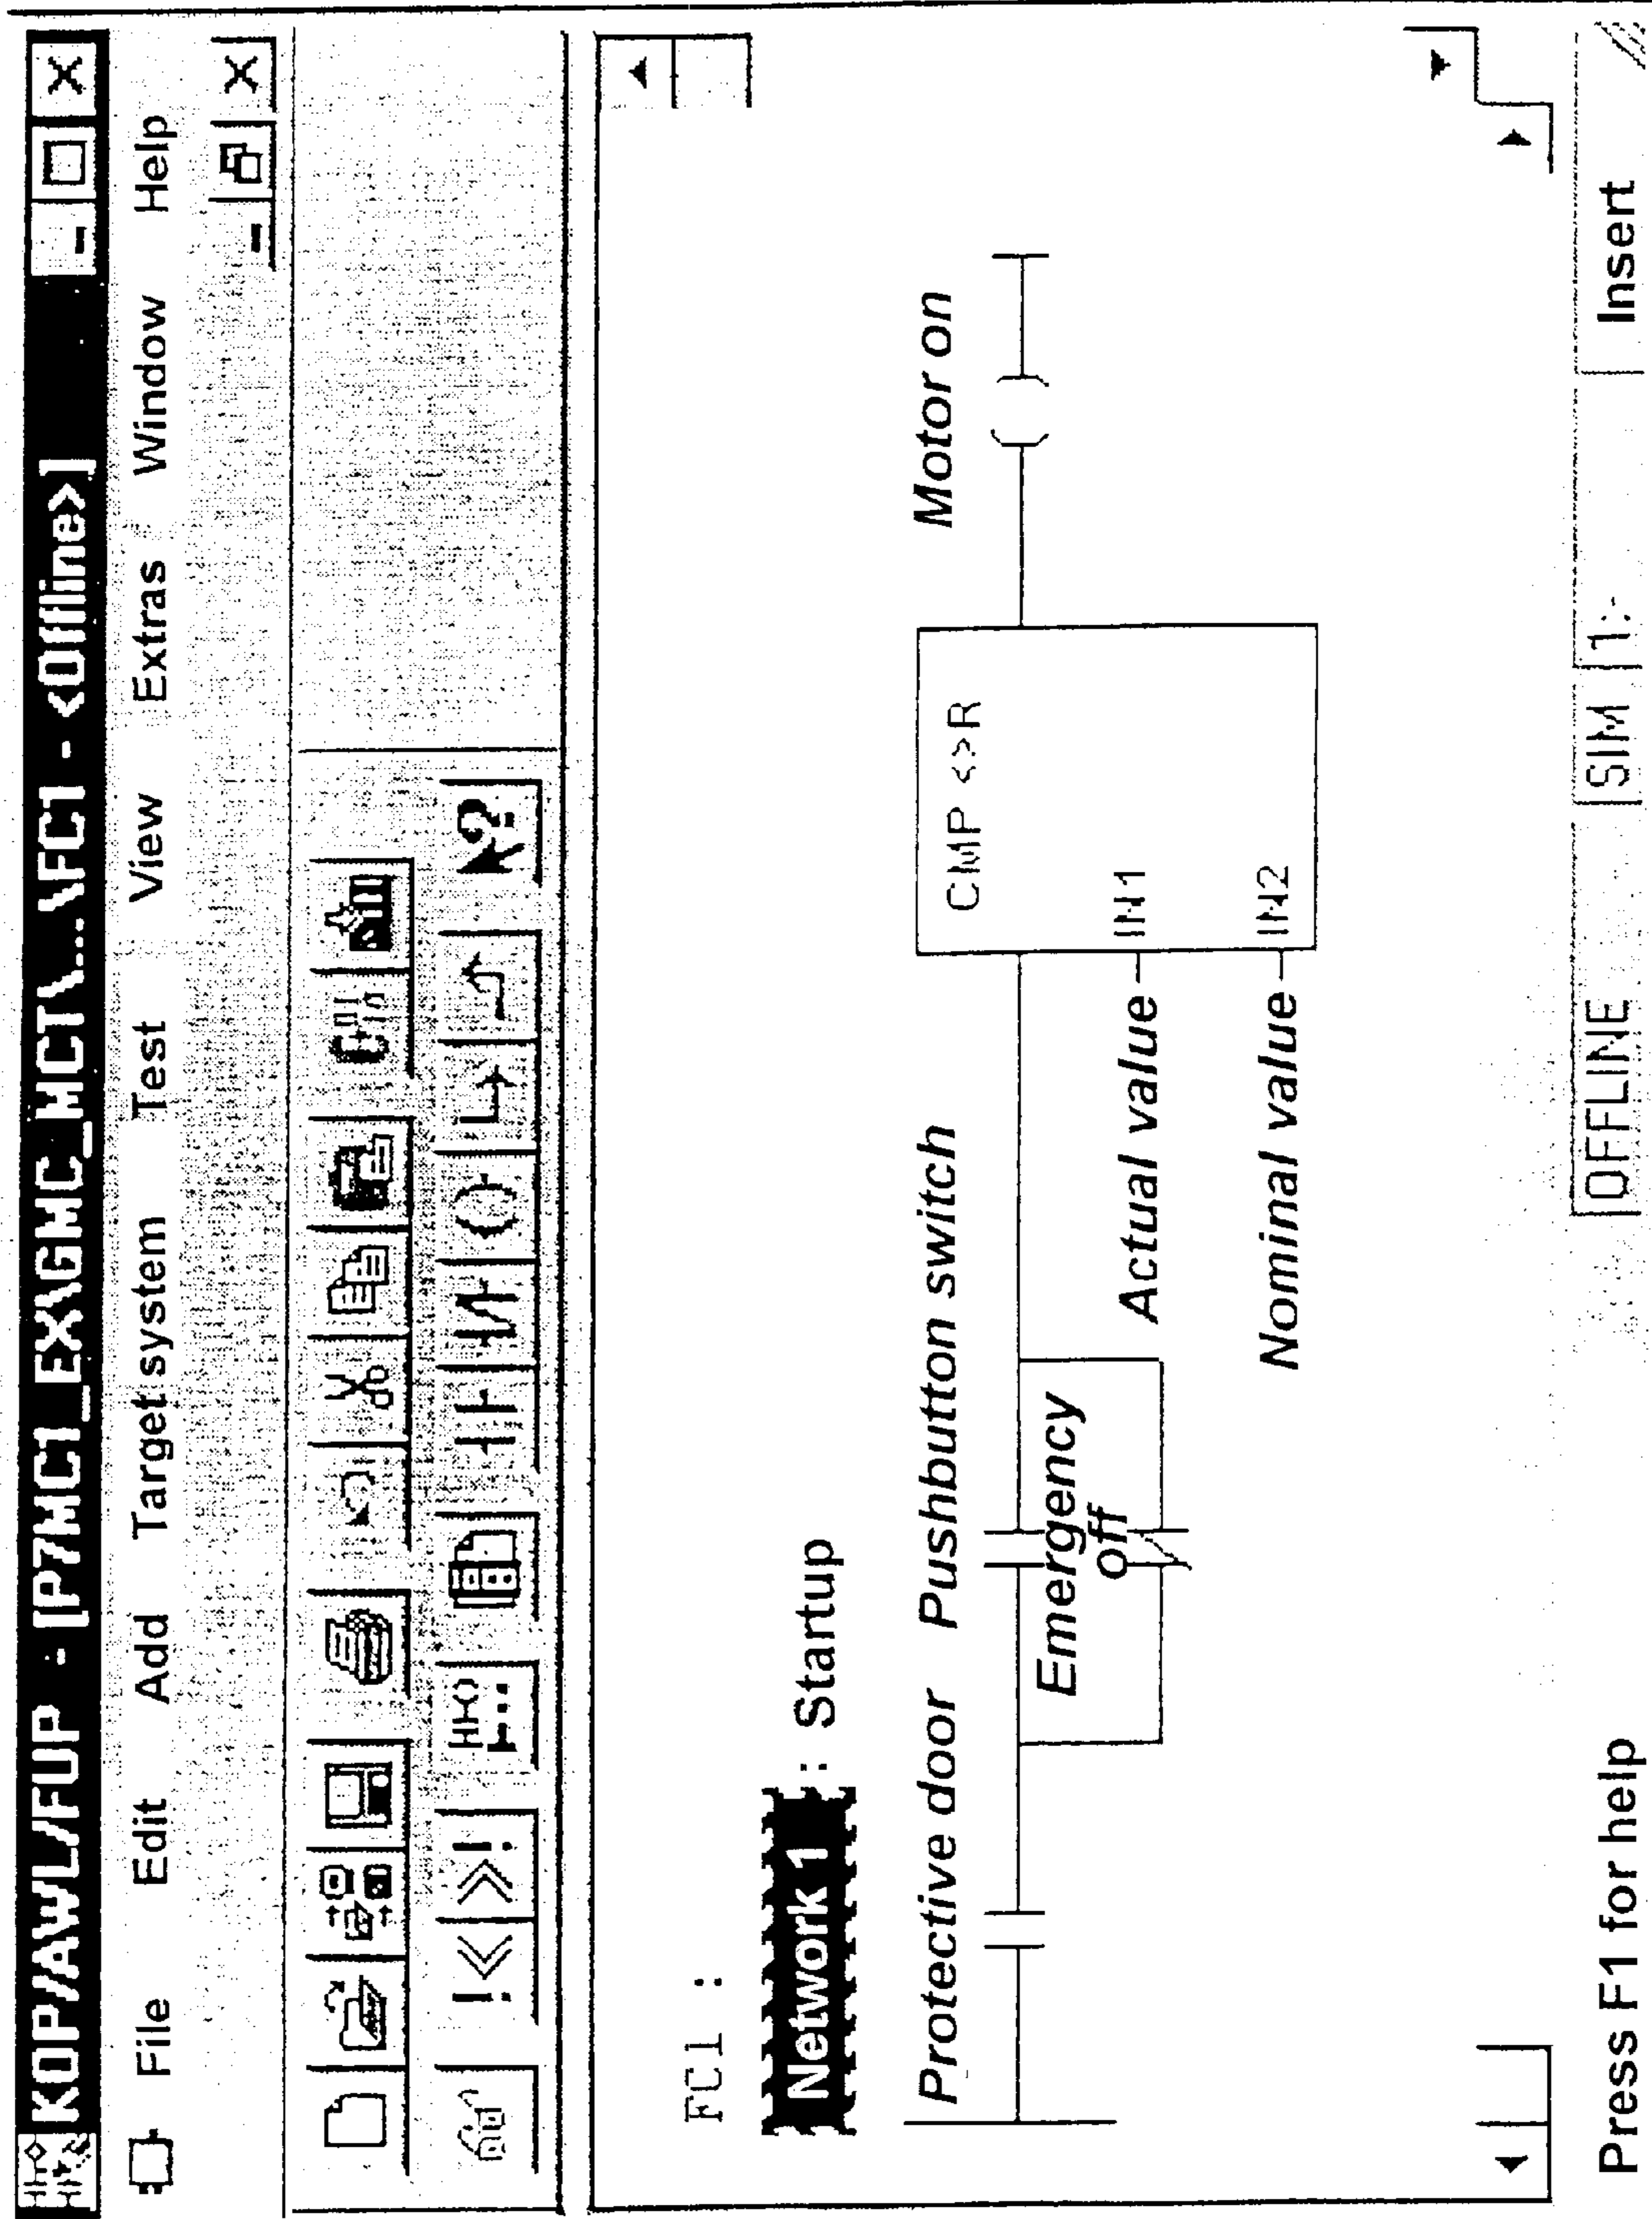 KOP/AWL/FUP - [P7MC1_EX\GMC_MCT\...\FC1 - <Offline>]
File Edit Add Target system Test View Extras Window Help
FC1 :
Network 1 : Startup
Protective door Pushbutton switch Motor on
CMP <>R
Emergency
off
Actual value IN1
Nominal value IN2
Press F1 for help OFFLINE SIM 1:- Insert